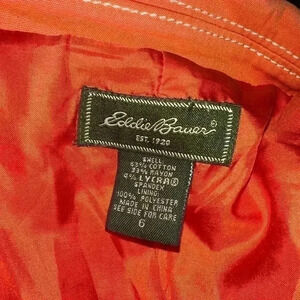 Eddie Bauer®
EST. 1920
SHELL:
63% COTTON
33% RAYON
4% LYCRA®
SPANDEX
LINING:
100% POLYESTER
MADE IN CHINA
SEE SIDE FOR CARE
6